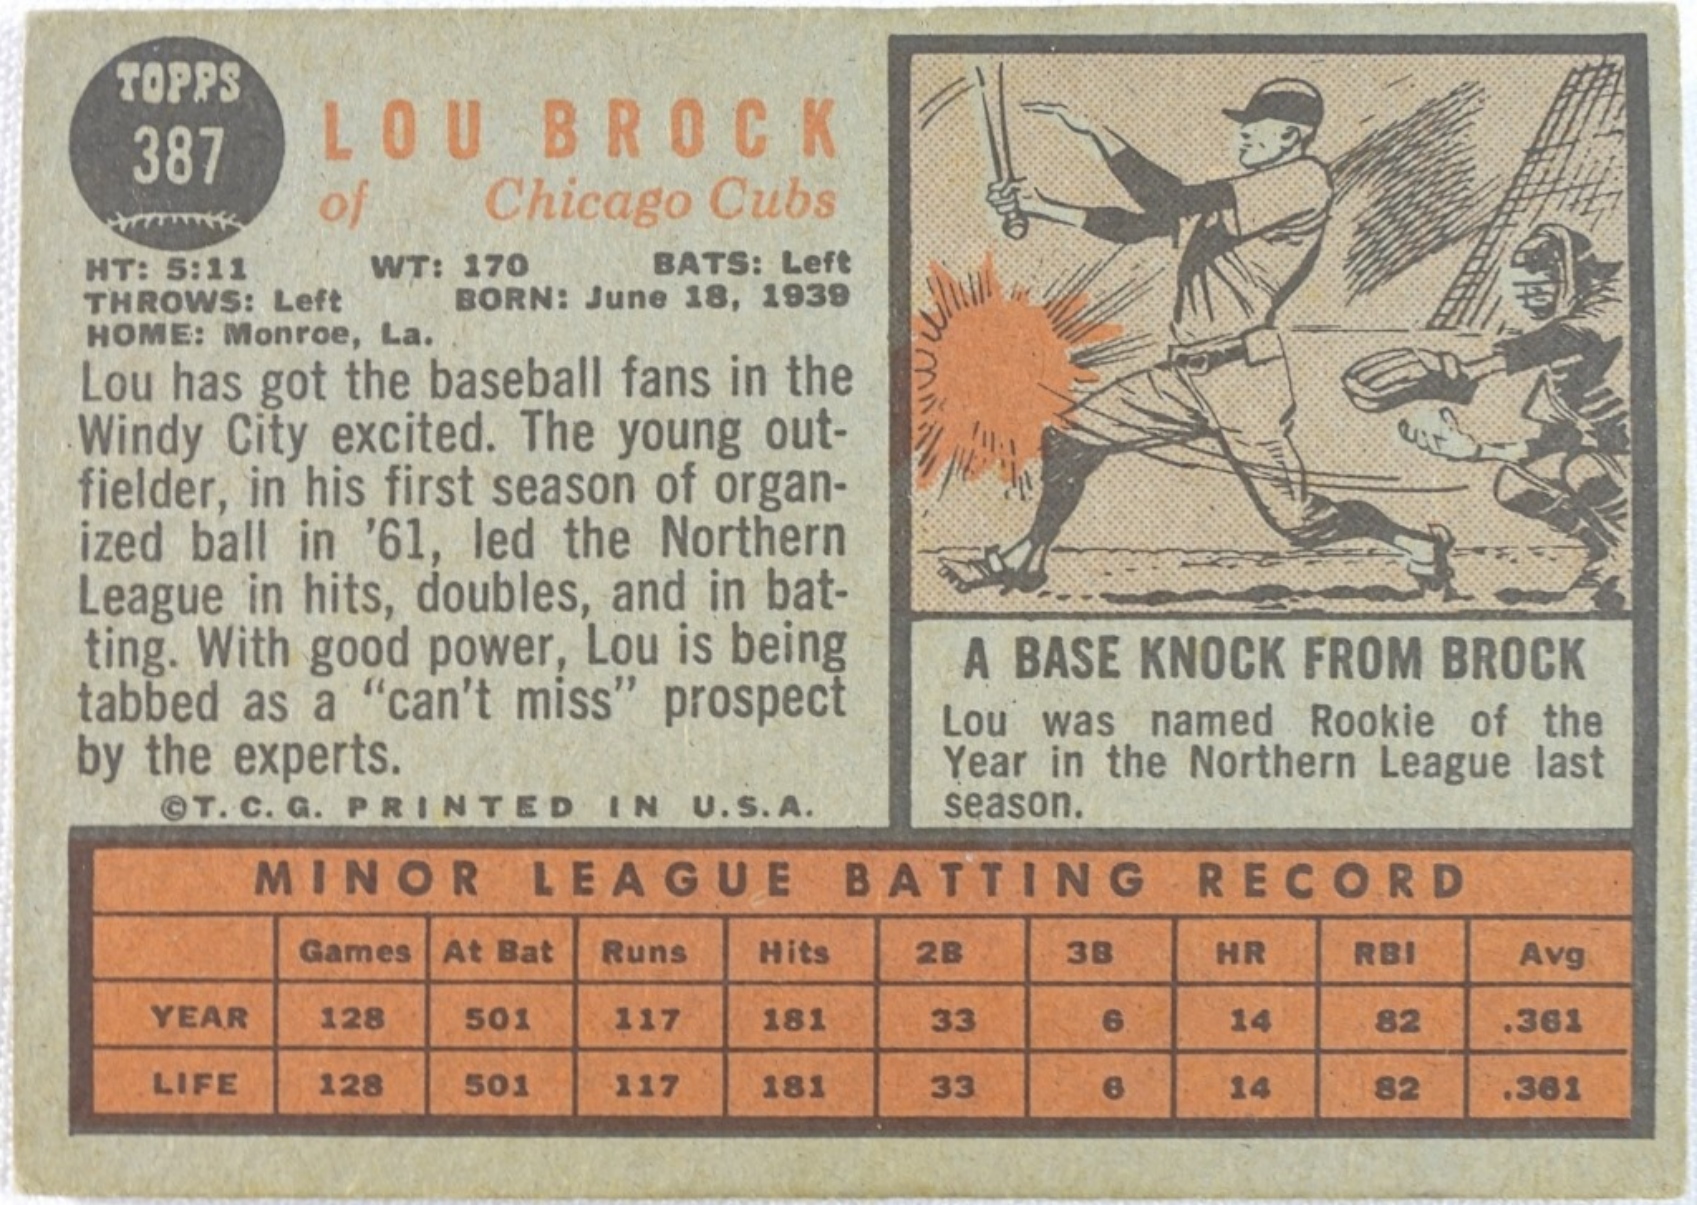 TOPPS
387
LOU BROCK
of Chicago Cubs
HT: 5:11 WT: 170 BATS: Left
THROWS: Left BORN: June 18, 1939
HOME: Monroe, La.
Lou has got the baseball fans in the
Windy City excited. The young out-
fielder, in his first season of organ-
ized ball in '61, led the Northern
League in hits, doubles, and in bat-
ting. With good power, Lou is being
tabbed as a “can't miss” prospect
by the experts.
©T.C.G. PRINTED IN U.S.A.
A BASE KNOCK FROM BROCK
Lou was named Rookie of the
Year in the Northern League last
season.
MINOR LEAGUE BATTING RECORD
Games At Bat Runs Hits 2B 3B HR RBI Avg
YEAR 128 501 117 181 33 6 14 82 .361
LIFE 128 501 117 181 33 6 14 82 .361